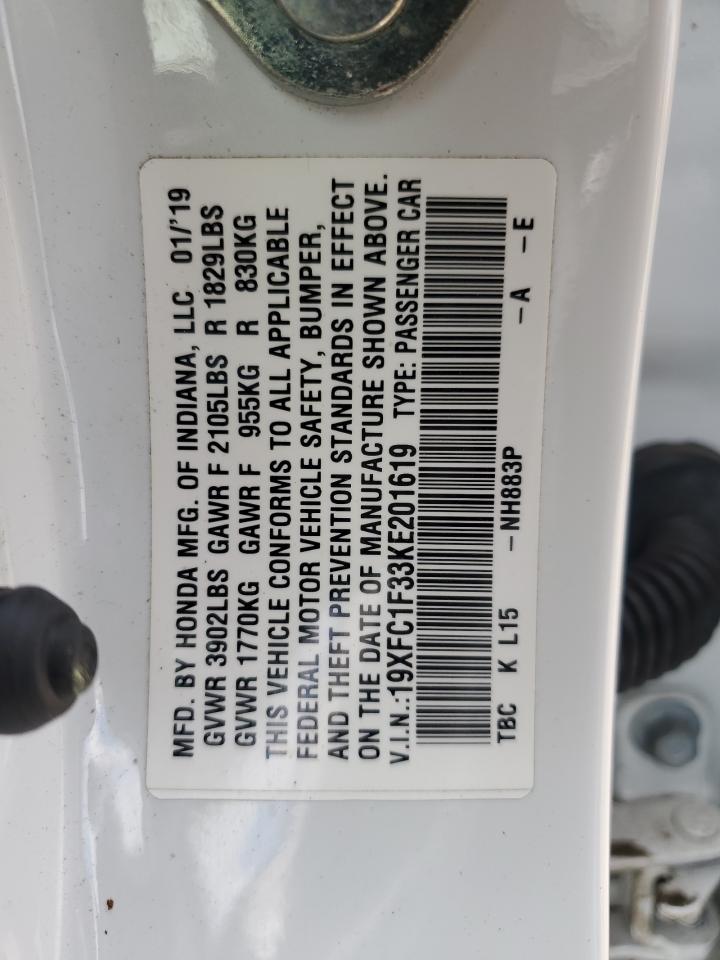 MFD. BY HONDA MFG. OF INDIANA, LLC 01/'19
GVWR 3902LBS GAWR F 2105LBS R 1829LBS
GVWR 1770KG GAWR F 955KG R 830KG
THIS VEHICLE CONFORMS TO ALL APPLICABLE
FEDERAL MOTOR VEHICLE SAFETY, BUMPER,
AND THEFT PREVENTION STANDARDS IN EFFECT
ON THE DATE OF MANUFACTURE SHOWN ABOVE.
V.I.N.:19XFC1F33KE201619 TYPE: PASSENGER CAR
TBC K L15 –NH883P –A –E